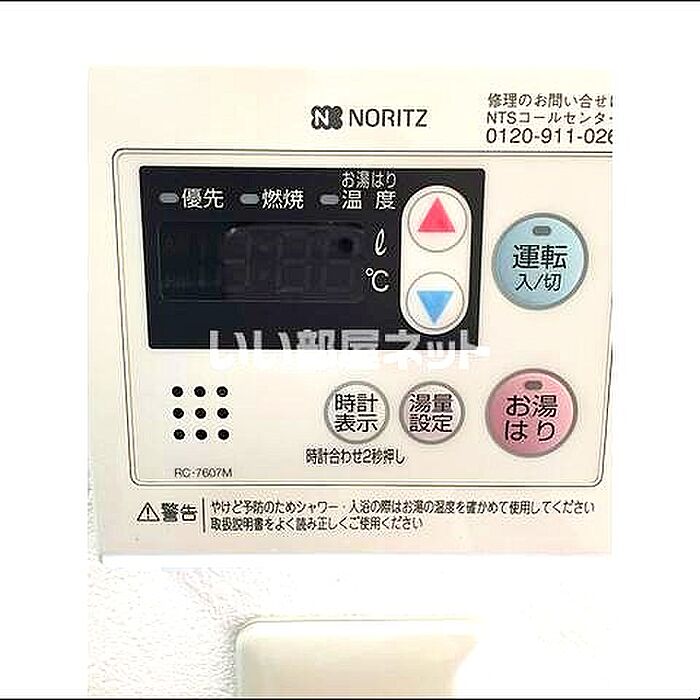 NORITZ
修理のお問い合せ
NTSコールセンター
0120-911-026
お湯はり
優先 燃焼 温度
ℓ
℃
運転
入/切
いい部屋ネット
時計
表示
湯量
設定
お湯
はり
時計合わせ2秒押し
RC-7607M
警告
やけど予防のためシャワー・入浴の際はお湯の温度を確かめて使用してください
取扱説明書をよく読み正しくご使用ください